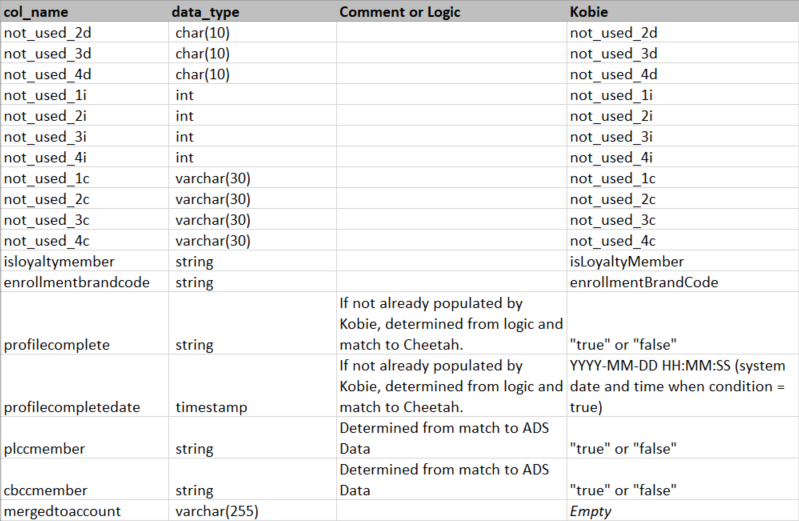 col_name data_type Comment or Logic Kobie
not_used_2d char(10) not_used_2d
not_used_3d char(10) not_used_3d
not_used_4d char(10) not_used_4d
not_used_1i int not_used_1i
not_used_2i int not_used_2i
not_used_3i int not_used_3i
not_used_4i int not_used_4i
not_used_1c varchar(30) not_used_1c
not_used_2c varchar(30) not_used_2c
not_used_3c varchar(30) not_used_3c
not_used_4c varchar(30) not_used_4c
isloyaltymember string isLoyaltyMember
enrollmentbrandcode string enrollmentBrandCode
If not already populated by
Kobie, determined from logic and
profilecomplete string match to Cheetah. "true" or "false"
If not already populated by YYYY-MM-DD HH:MM:SS (system
Kobie, determined from logic and date and time when condition =
profilecompletedate timestamp match to Cheetah. true)
Determined from match to ADS
plccmember string Data "true" or "false"
Determined from match to ADS
cbccmember string Data "true" or "false"
mergedtoaccount varchar(255) Empty